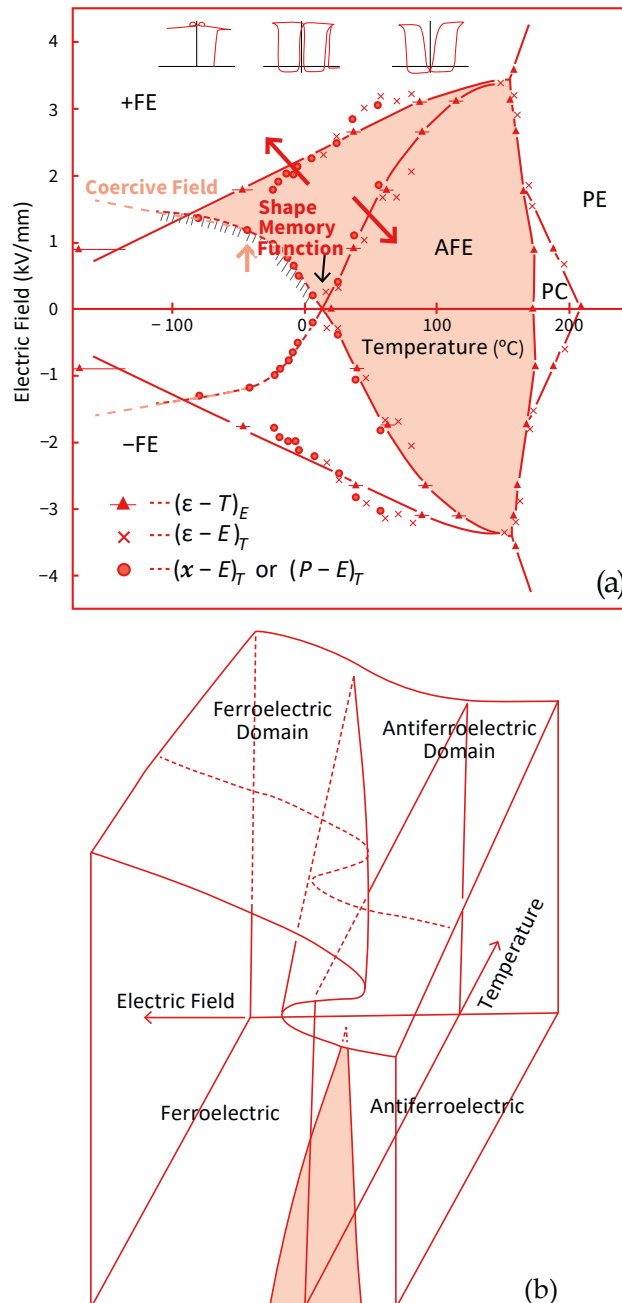 4
+FE
3
2
PE
Coercive Field
Shape
Memory
Function
1
AFE
PC
0
−100
0
100
200
Temperature (ºC)
Electric Field (kV/mm)
−1
−FE
−2
−3
−4
(ε − T)E
(ε − E)T
(x − E)T or (P − E)T
(a)
Ferroelectric
Domain
Antiferroelectric
Domain
Temperature
Electric Field
Ferroelectric
Antiferroelectric
(b)